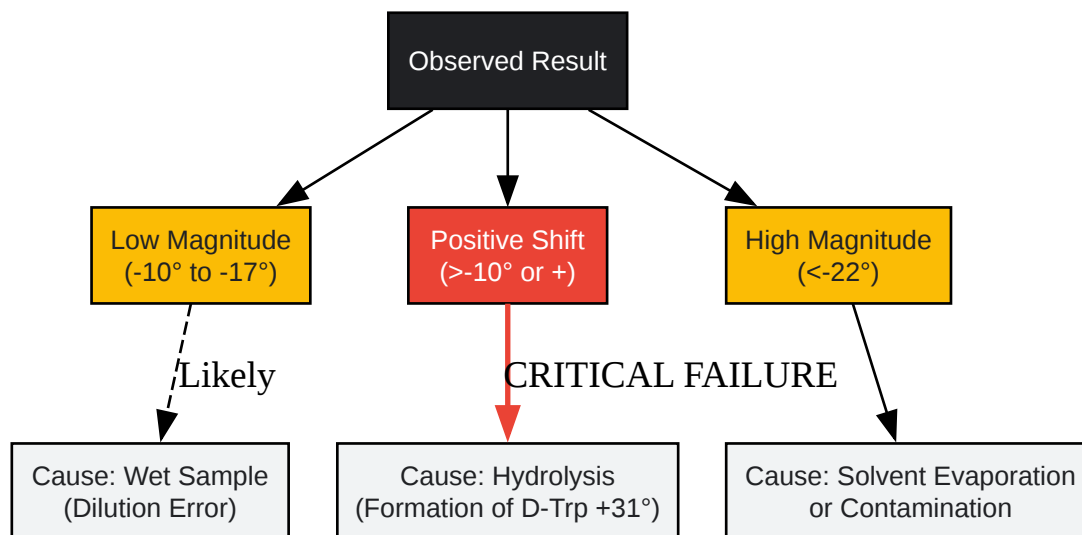 Observed Result
Low Magnitude
(-10° to -17°)
Positive Shift
(>-10° or +)
High Magnitude
(<-22°)
Likely
CRITICAL FAILURE
Cause: Wet Sample
(Dilution Error)
Cause: Hydrolysis
(Formation of D-Trp +31°)
Cause: Solvent Evaporation
or Contamination